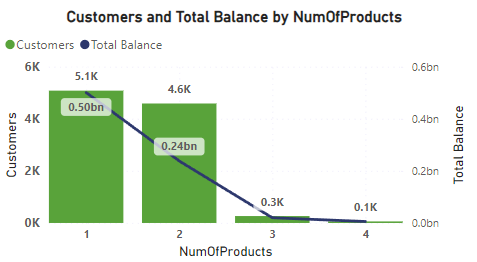 Customers and Total Balance by NumOfProducts
Customers Total Balance
6K 0.6bn
5.1K
4.6K
0.50bn
4K 0.4bn
0.24bn
2K 0.2bn
0.3K 0.1K
0K 0.0bn
1 2 3 4
NumOfProducts
Customers
Total Balance